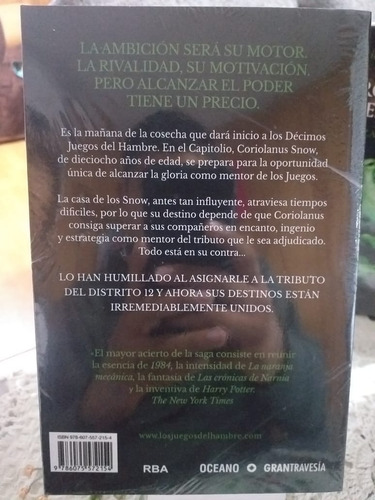 LA AMBICIÓN SERÁ SU MOTOR.
LA RIVALIDAD, SU MOTIVACIÓN.
PERO ALCANZAR EL PODER
TIENE UN PRECIO.
Es la mañana de la cosecha que dará inicio a los Décimos
Juegos del Hambre. En el Capitolio, Coriolanus Snow,
de dieciocho años de edad, se prepara para la oportunidad
única de alcanzar la gloria como mentor de los Juegos.
La casa de los Snow, antes tan influyente, atraviesa tiempos
difíciles, por lo que su destino depende de que Coriolanus
consiga superar a sus compañeros en encanto, ingenio
y estrategia como mentor del tributo que le sea adjudicado.
Todo está en su contra...
LO HAN HUMILLADO AL ASIGNARLE A LA TRIBUTO
DEL DISTRITO 12 Y AHORA SUS DESTINOS ESTÁN
IRREMEDIABLEMENTE UNIDOS.
«El mayor acierto de la saga consiste en reunir
la esencia de 1984, la intensidad de La naranja
mecánica, la fantasía de Las crónicas de Narnia
y la inventiva de Harry Potter.»
The New York Times
www.losjuegosdelhambre.com
ISBN 978-607-557-215-4
9786075572154
RBA
OCEANO
GRANTRAVESÍA